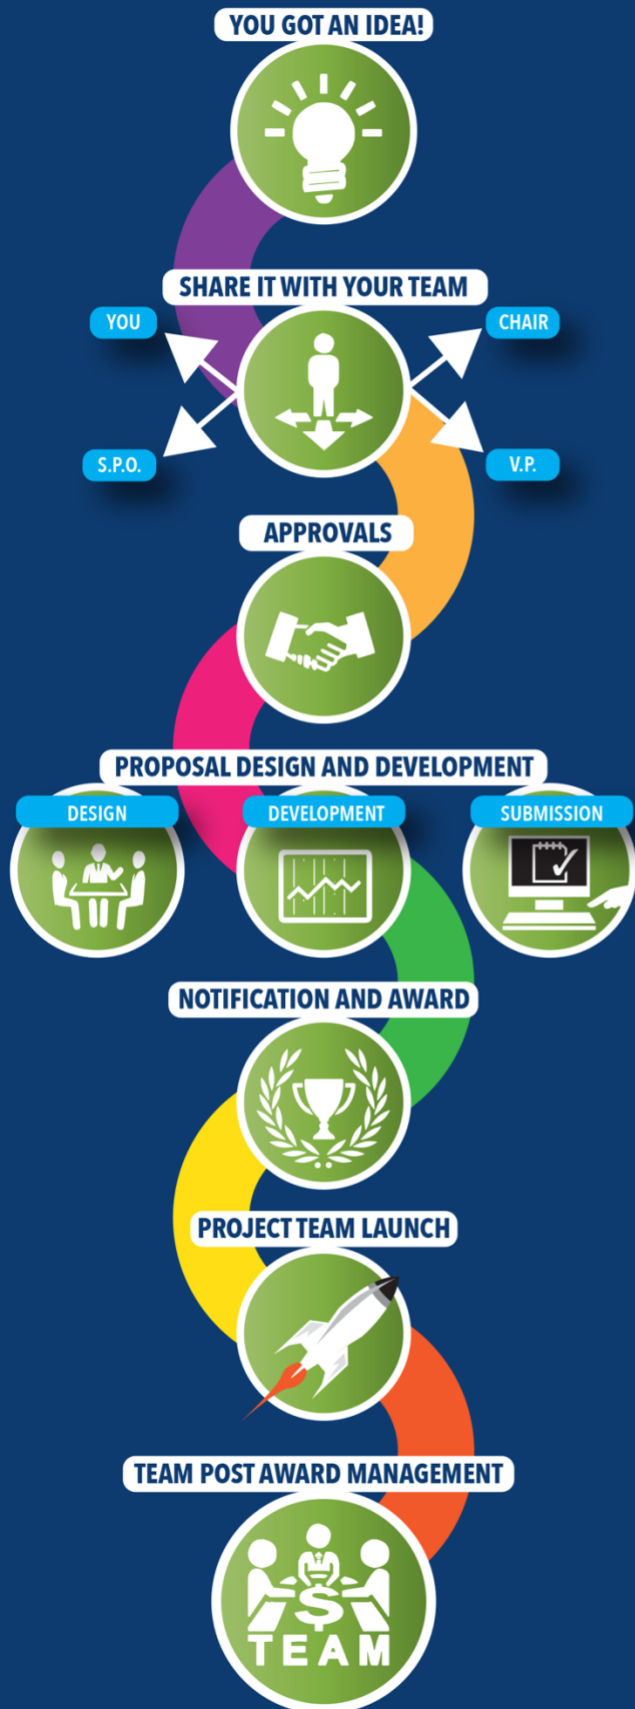 YOU GOT AN IDEA!
SHARE IT WITH YOUR TEAM
YOU
CHAIR
S.P.O.
V.P.
APPROVALS
PROPOSAL DESIGN AND DEVELOPMENT
DESIGN
DEVELOPMENT
SUBMISSION
NOTIFICATION AND AWARD
PROJECT TEAM LAUNCH
TEAM POST AWARD MANAGEMENT
$
TEAM